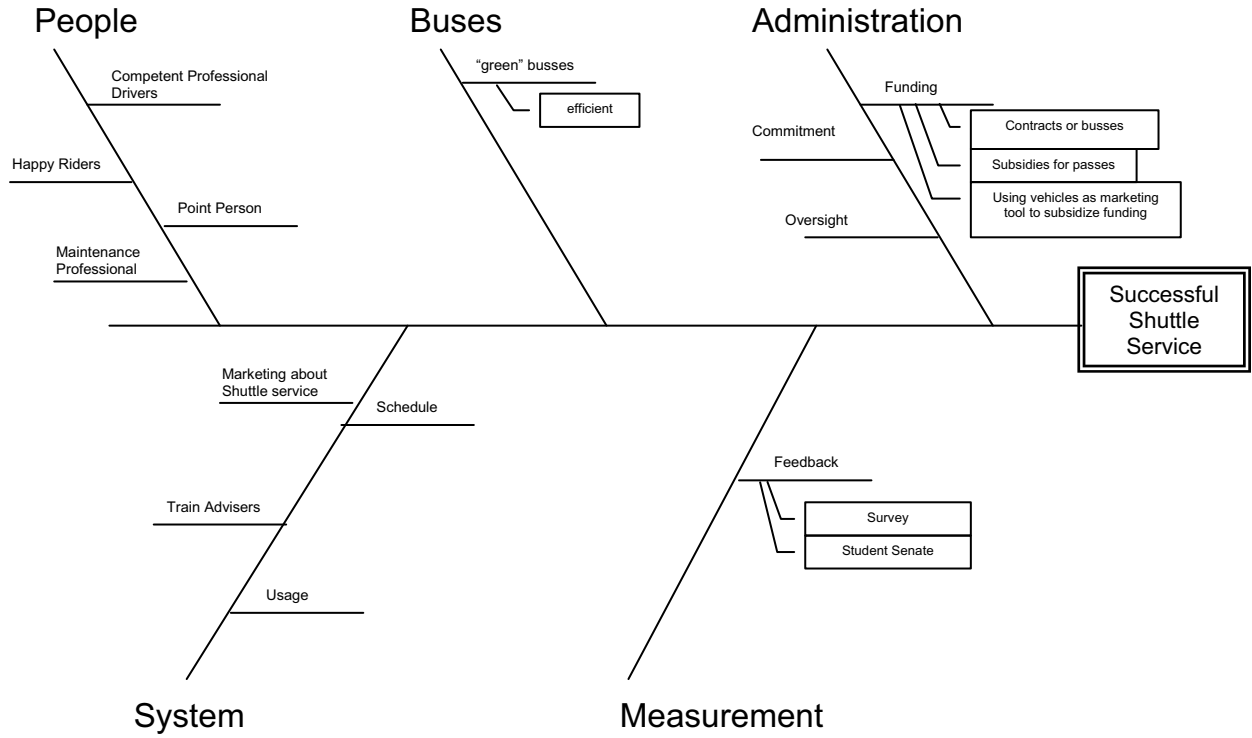 People
Buses
Administration
Competent Professional
Drivers
Happy Riders
Point Person
Maintenance
Professional
“green” busses
efficient
Funding
Contracts or busses
Subsidies for passes
Using vehicles as marketing
tool to subsidize funding
Commitment
Oversight
Successful
Shuttle
Service
Marketing about
Shuttle service
Schedule
Train Advisers
Usage
Feedback
Survey
Student Senate
System
Measurement